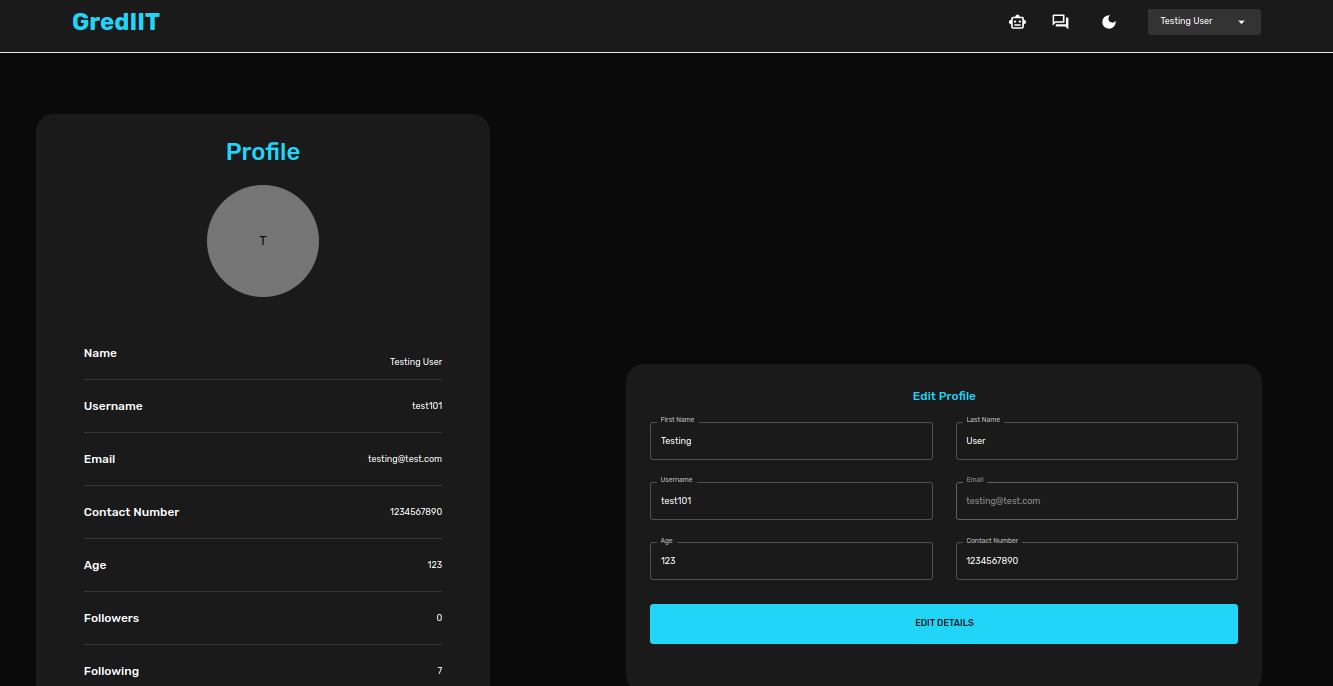 GredIIT
Testing User
Profile
T
Name
Testing User
Username
test101
Email
testing@test.com
Contact Number
1234567890
Age
123
Followers
0
Following
7
Edit Profile
First Name
Testing
Last Name
User
Username
test101
Email
testing@test.com
Age
123
Contact Number
1234567890
EDIT DETAILS